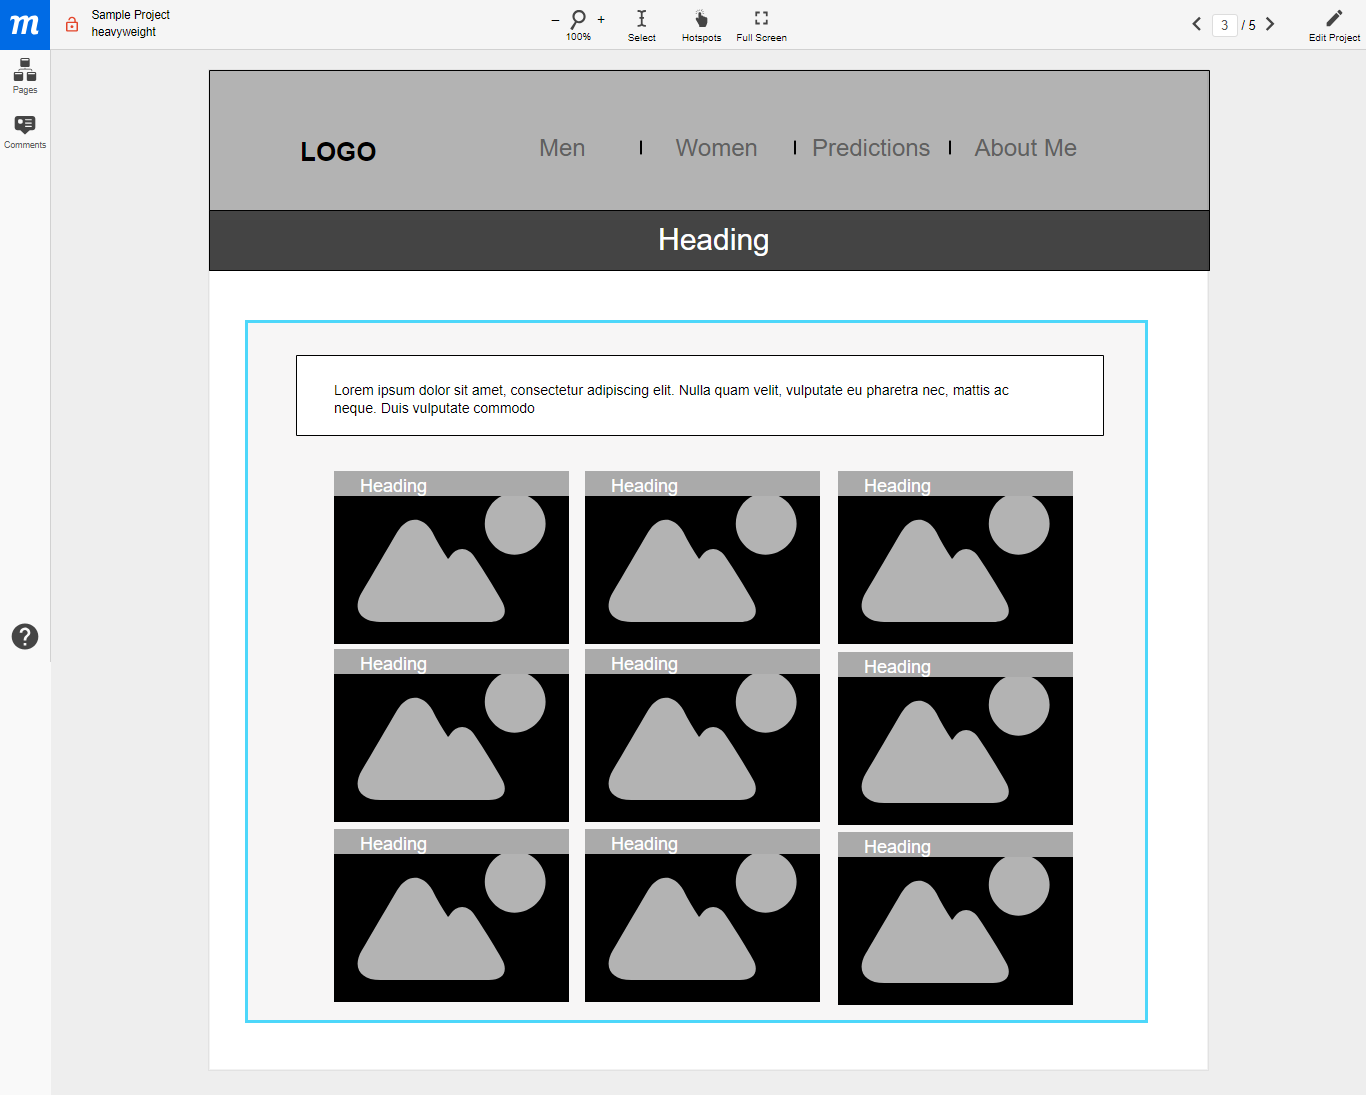 m
Sample Project
heavyweight
– +
100%
Select
Hotspots
Full Screen
3 / 5
Edit Project
Pages
Comments
?
LOGO
Men
Women
Predictions
About Me
Heading
Lorem ipsum dolor sit amet, consectetur adipiscing elit. Nulla quam velit, vulputate eu pharetra nec, mattis ac
neque. Duis vulputate commodo
Heading
Heading
Heading
Heading
Heading
Heading
Heading
Heading
Heading